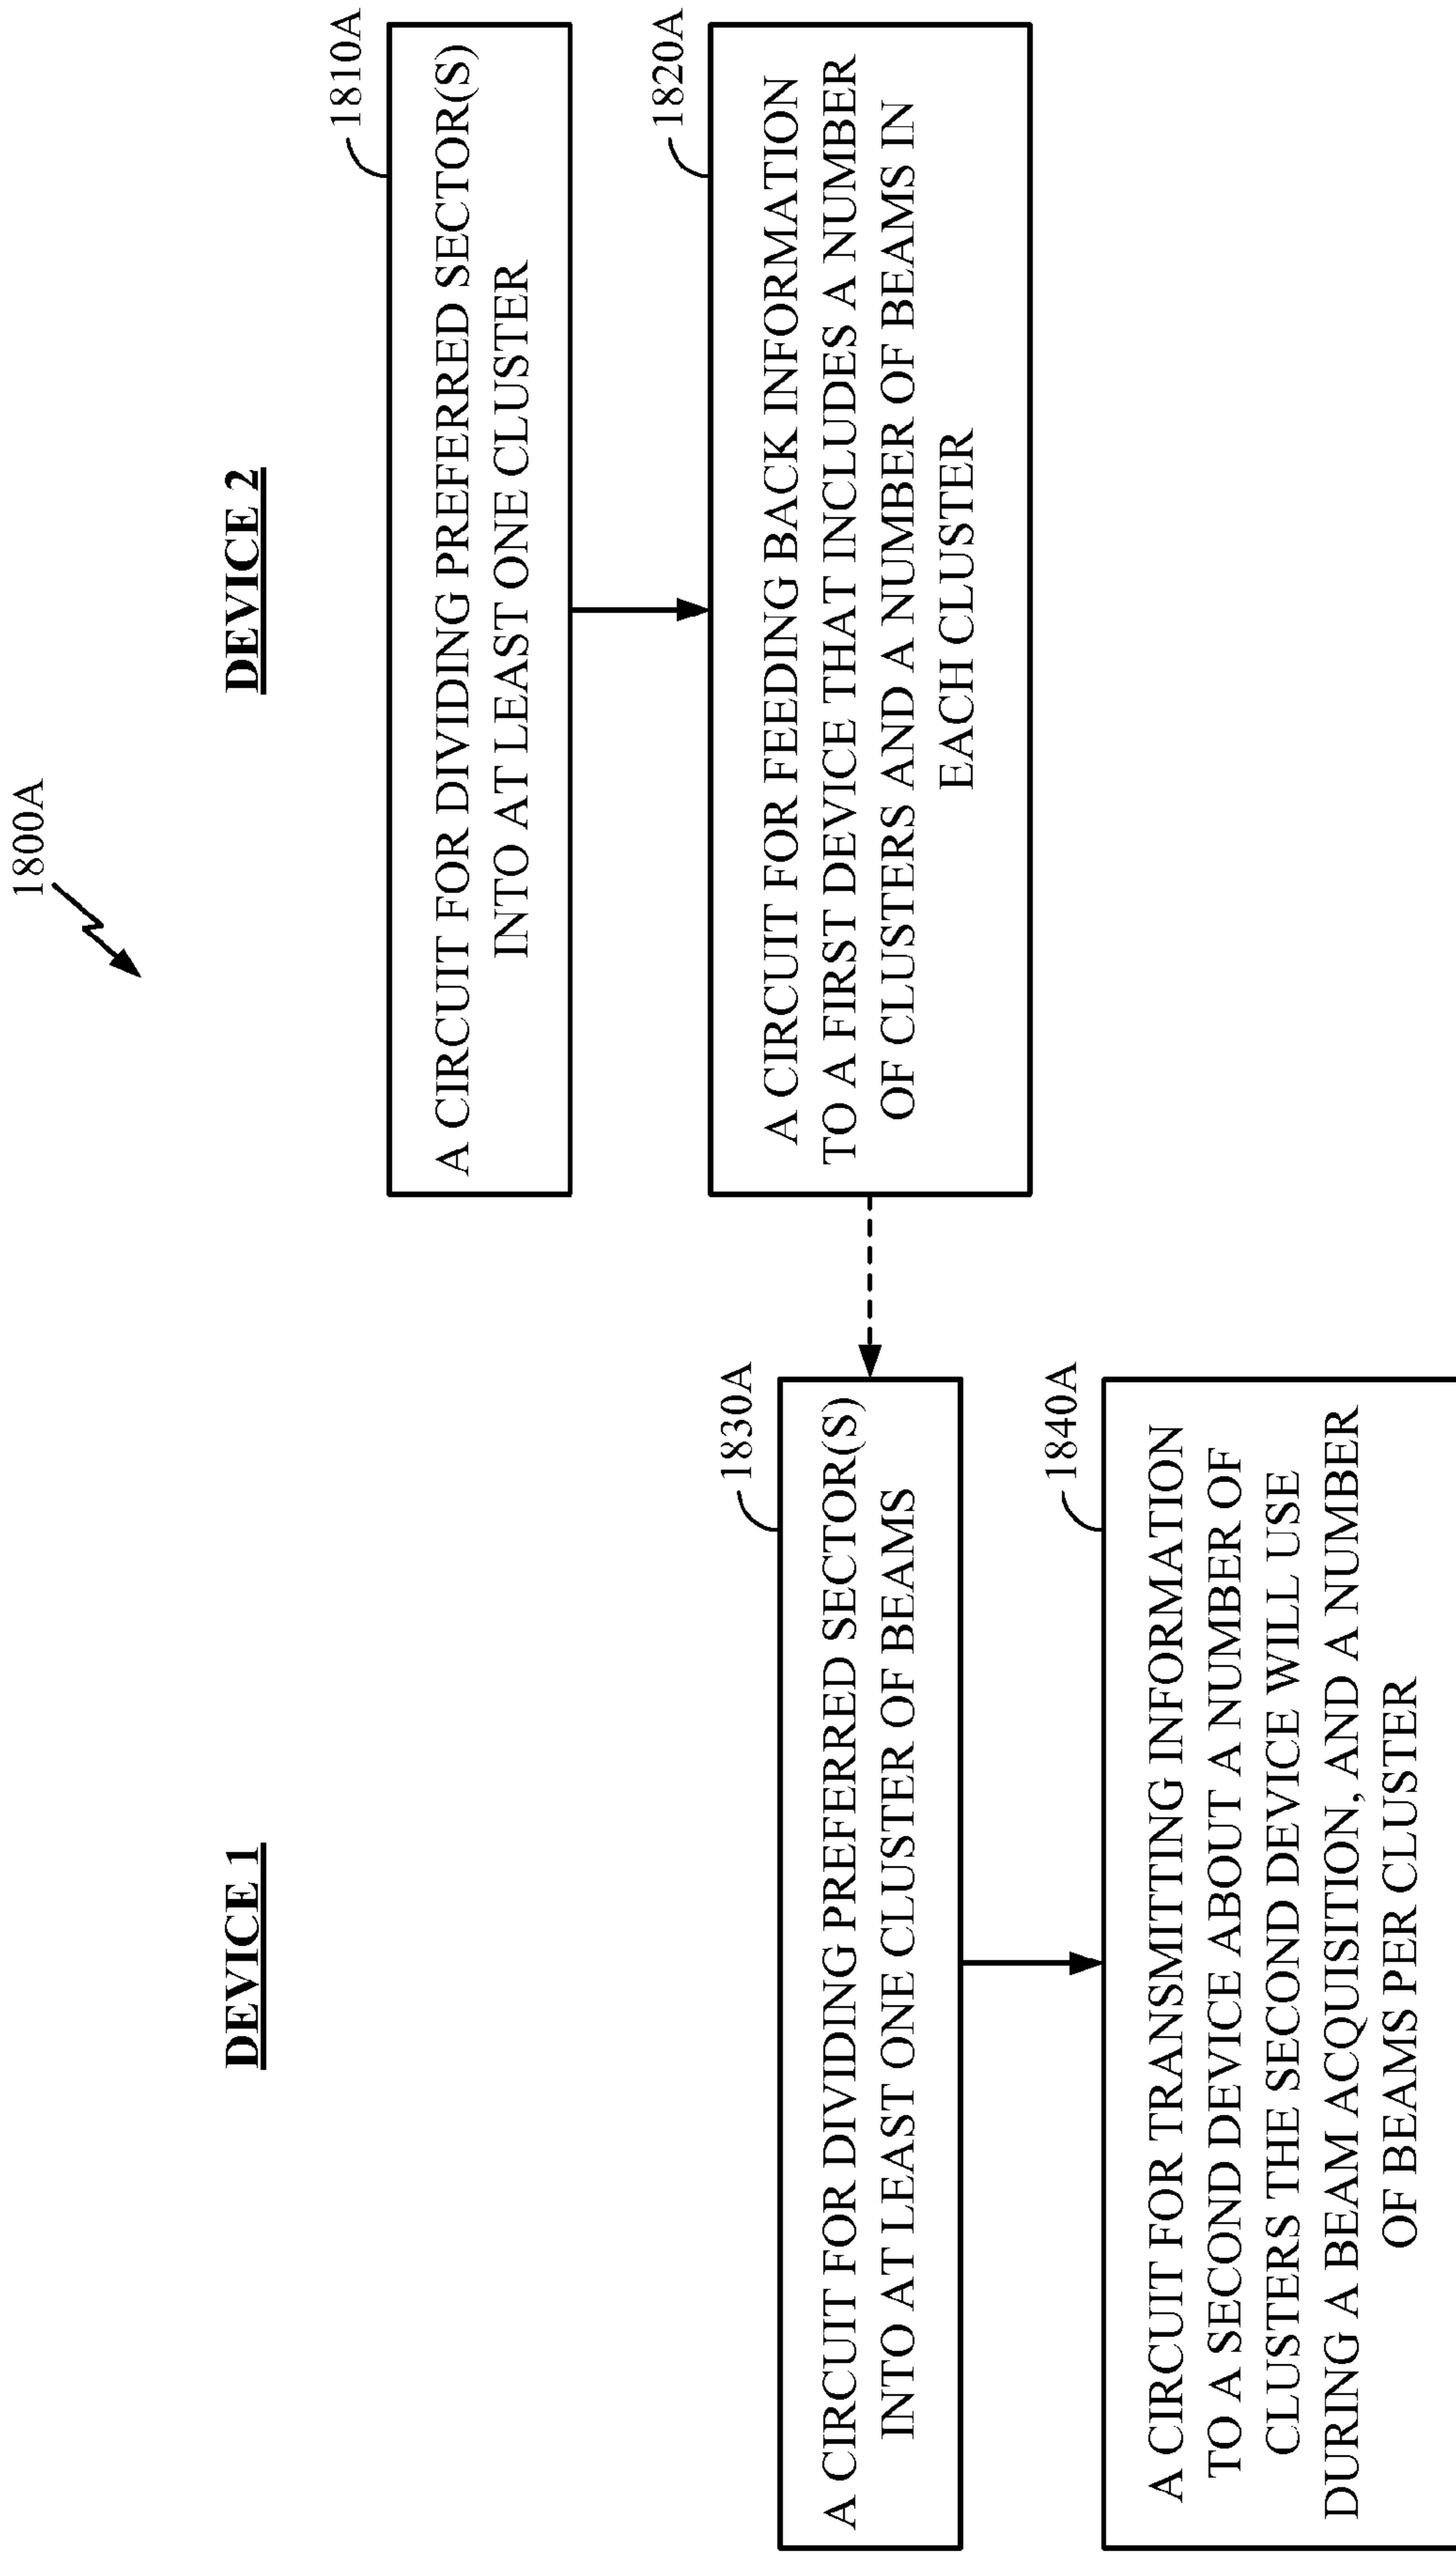 1800A
DEVICE 1
DEVICE 2
1810A
A CIRCUIT FOR DIVIDING PREFERRED SECTOR(S)
INTO AT LEAST ONE CLUSTER
1820A
A CIRCUIT FOR FEEDING BACK INFORMATION
TO A FIRST DEVICE THAT INCLUDES A NUMBER
OF CLUSTERS AND A NUMBER OF BEAMS IN
EACH CLUSTER
1830A
A CIRCUIT FOR DIVIDING PREFERRED SECTOR(S)
INTO AT LEAST ONE CLUSTER OF BEAMS
1840A
A CIRCUIT FOR TRANSMITTING INFORMATION
TO A SECOND DEVICE ABOUT A NUMBER OF
CLUSTERS THE SECOND DEVICE WILL USE
DURING A BEAM ACQUISITION, AND A NUMBER
OF BEAMS PER CLUSTER